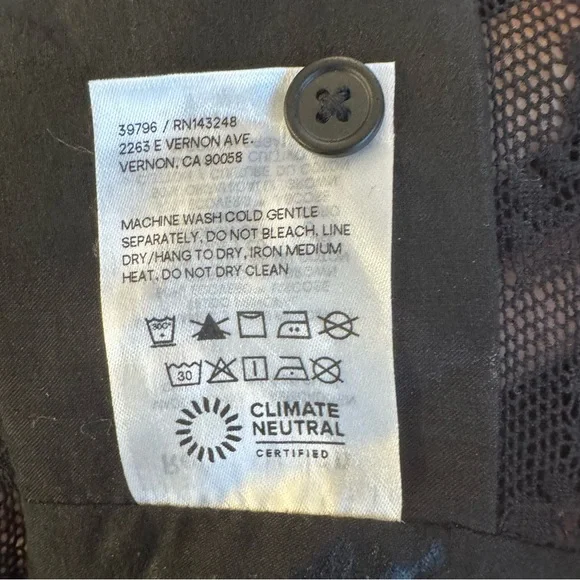 39796 / RN143248
2263 E VERNON AVE.
VERNON, CA 90058
MACHINE WASH COLD GENTLE
SEPARATELY, DO NOT BLEACH, LINE
DRY/HANG TO DRY, IRON MEDIUM
HEAT, DO NOT DRY CLEAN
30
CLIMATE
NEUTRAL
CERTIFIED